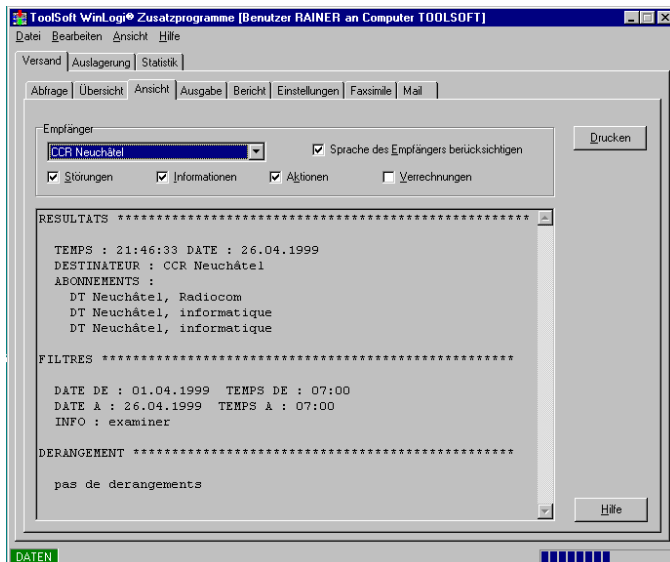 ToolSoft WinLogi® Zusatzprogramme [Benutzer RAINER an Computer TOOLSOFT]
Datei Bearbeiten Ansicht Hilfe
Versand Auslagerung Statistik
Abfrage Übersicht Ansicht Ausgabe Bericht Einstellungen Faxsimile Mail
Empfänger
CCR Neuchâtel
Sprache des Empfängers berücksichtigen
Drucken
Störungen Informationen Aktionen Verrechnungen
RESULTATS *****************************************************
TEMPS : 21:46:33 DATE : 26.04.1999
DESTINATEUR : CCR Neuchâtel
ABONNEMENTS :
DT Neuchâtel, Radiocom
DT Neuchâtel, informatique
DT Neuchâtel, informatique
FILTRES *****************************************************
DATE DE : 01.04.1999 TEMPS DE : 07:00
DATE A : 26.04.1999 TEMPS A : 07:00
INFO : examiner
DERANGEMENT *************************************************
pas de derangements
Hilfe
DATEN